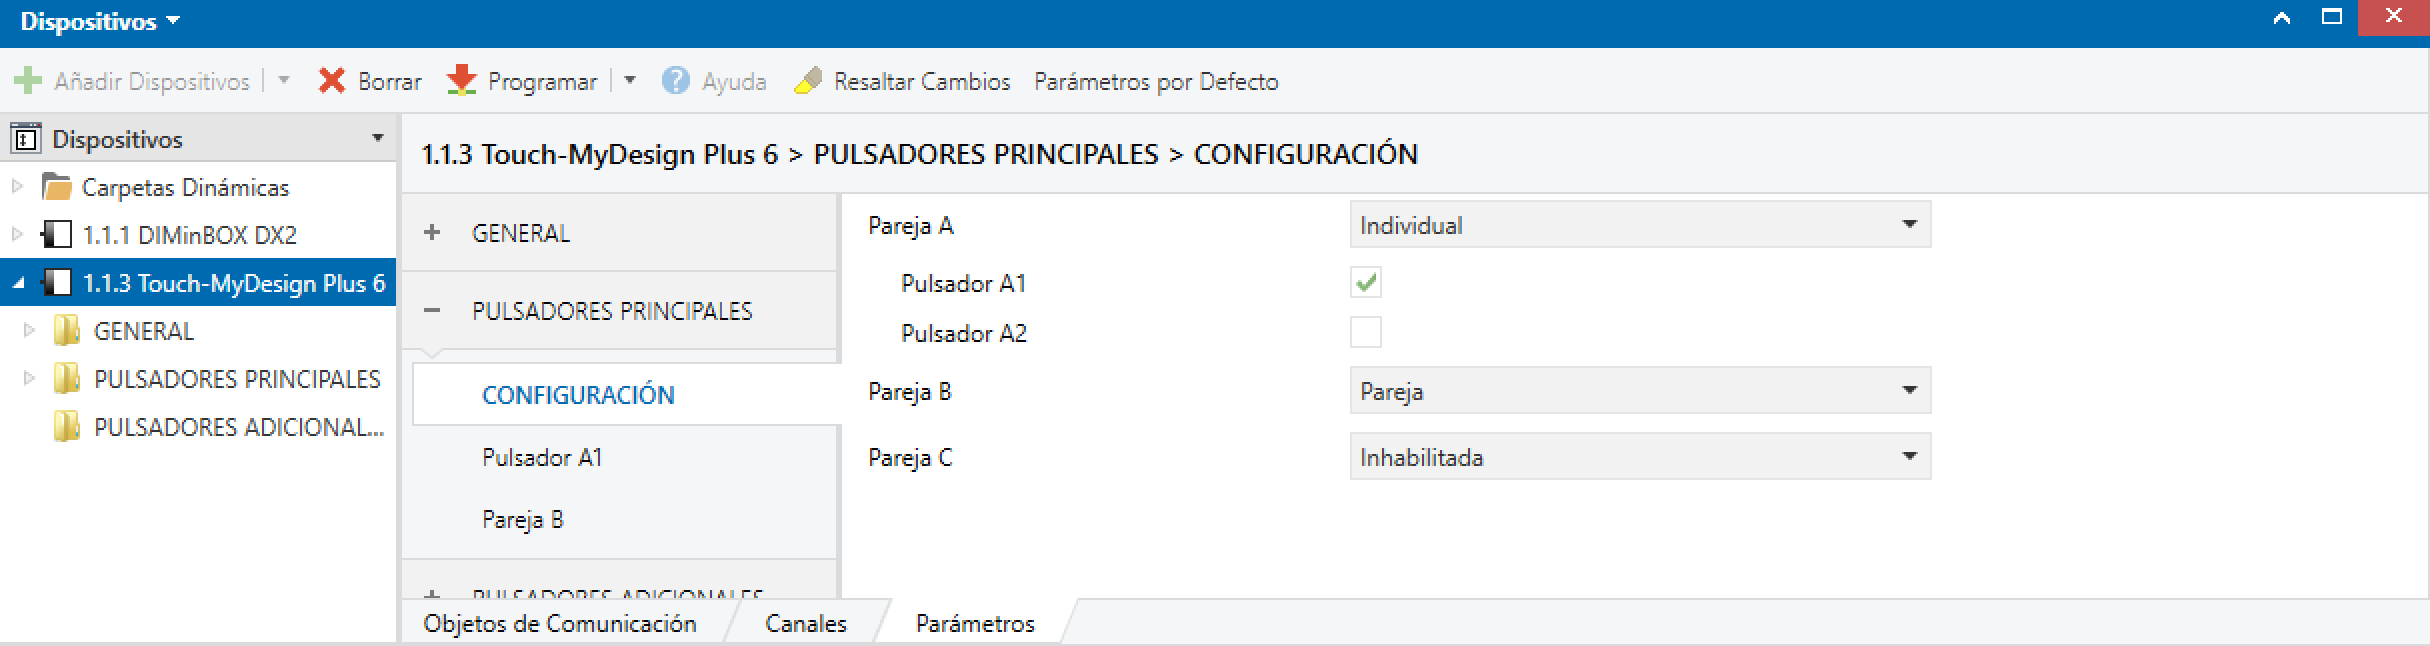 Dispositivos
Añadir Dispositivos Borrar Programar Ayuda Resaltar Cambios Parámetros por Defecto
Dispositivos
Carpetas Dinámicas
1.1.1 DIMinBOX DX2
1.1.3 Touch-MyDesign Plus 6
GENERAL
PULSADORES PRINCIPALES
PULSADORES ADICIONAL...
1.1.3 Touch-MyDesign Plus 6 > PULSADORES PRINCIPALES > CONFIGURACIÓN
+ GENERAL
− PULSADORES PRINCIPALES
CONFIGURACIÓN
Pulsador A1
Pareja B
+ PULSADORES ADICIONALES
Pareja A Individual
Pulsador A1
Pulsador A2
Pareja B Pareja
Pareja C Inhabilitada
Objetos de Comunicación Canales Parámetros